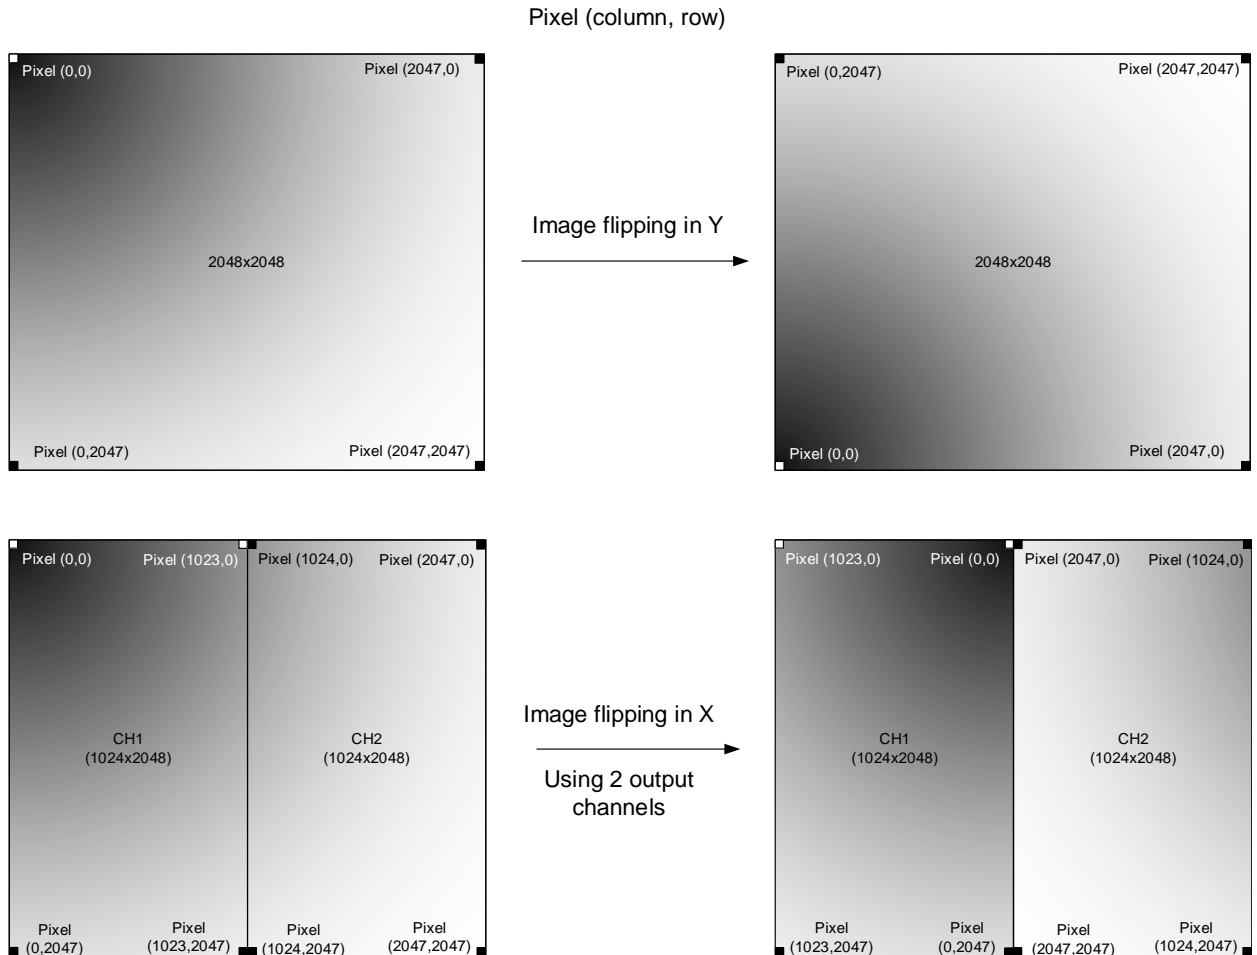 Pixel (column, row)
Pixel (0,0)
Pixel (2047,0)
2048x2048
Pixel (0,2047)
Pixel (2047,2047)
Image flipping in Y
Pixel (0,2047)
Pixel (2047,2047)
2048x2048
Pixel (0,0)
Pixel (2047,0)
Pixel (0,0)
Pixel (1023,0)
Pixel (1024,0)
Pixel (2047,0)
CH1
(1024x2048)
CH2
(1024x2048)
Pixel
(0,2047)
Pixel
(1023,2047)
Pixel
(1024,2047)
Pixel
(2047,2047)
Image flipping in X
Using 2 output
channels
Pixel (1023,0)
Pixel (0,0)
Pixel (2047,0)
Pixel (1024,0)
CH1
(1024x2048)
CH2
(1024x2048)
Pixel
(1023,2047)
Pixel
(0,2047)
Pixel
(2047,2047)
Pixel
(1024,2047)